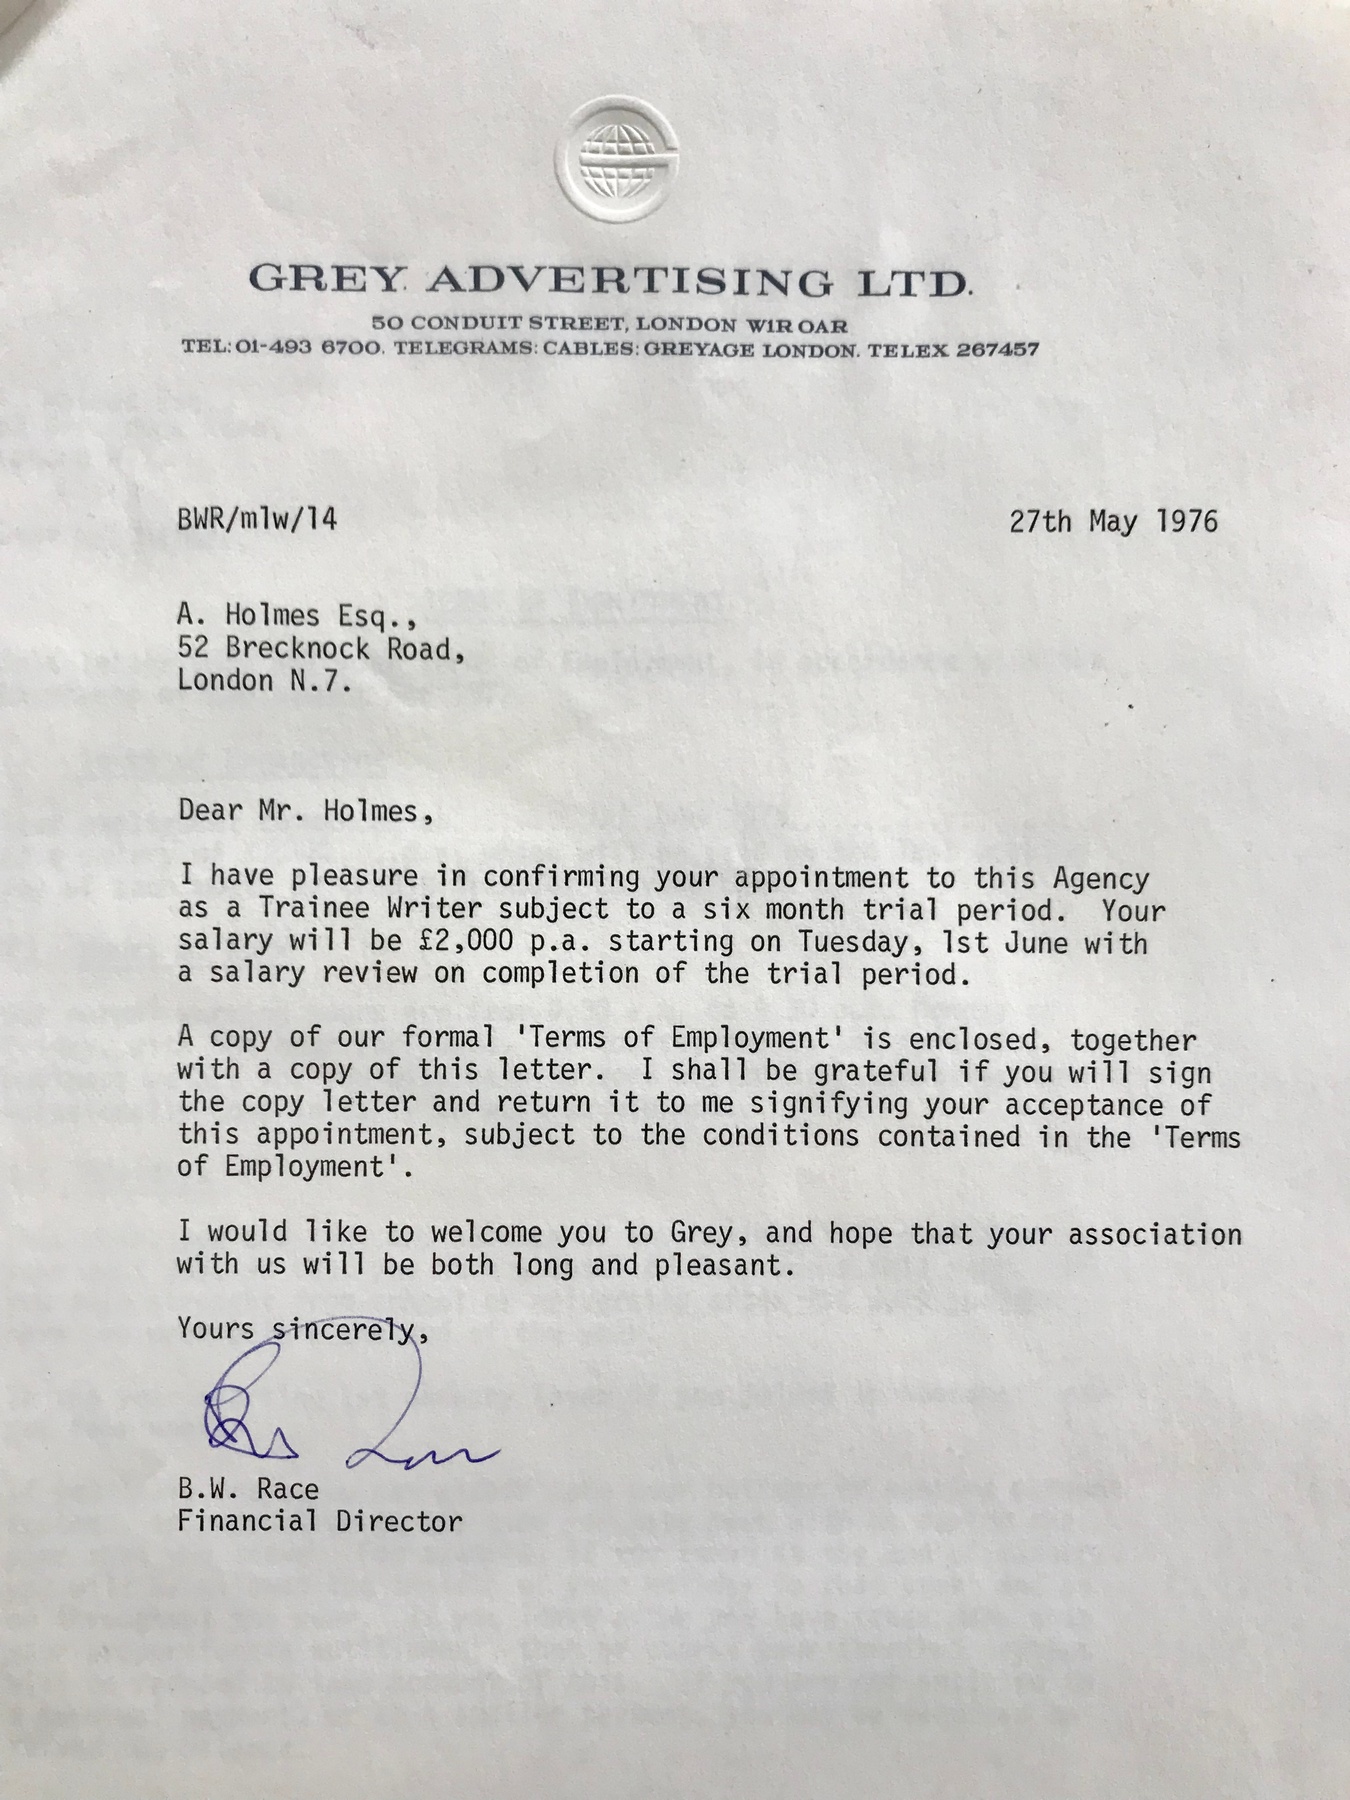 GREY ADVERTISING LTD.
50 CONDUIT STREET, LONDON W1R OAR
TEL: 01-493 6700. TELEGRAMS: CABLES: GREYAGE LONDON. TELEX 267457
BWR/mlw/14
27th May 1976
A. Holmes Esq.,
52 Brecknock Road,
London N.7.
Dear Mr. Holmes,
I have pleasure in confirming your appointment to this Agency
as a Trainee Writer subject to a six month trial period. Your
salary will be £2,000 p.a. starting on Tuesday, 1st June with
a salary review on completion of the trial period.
A copy of our formal 'Terms of Employment' is enclosed, together
with a copy of this letter. I shall be grateful if you will sign
the copy letter and return it to me signifying your acceptance of
this appointment, subject to the conditions contained in the 'Terms
of Employment'.
I would like to welcome you to Grey, and hope that your association
with us will be both long and pleasant.
Yours sincerely,
B.W. Race
Financial Director